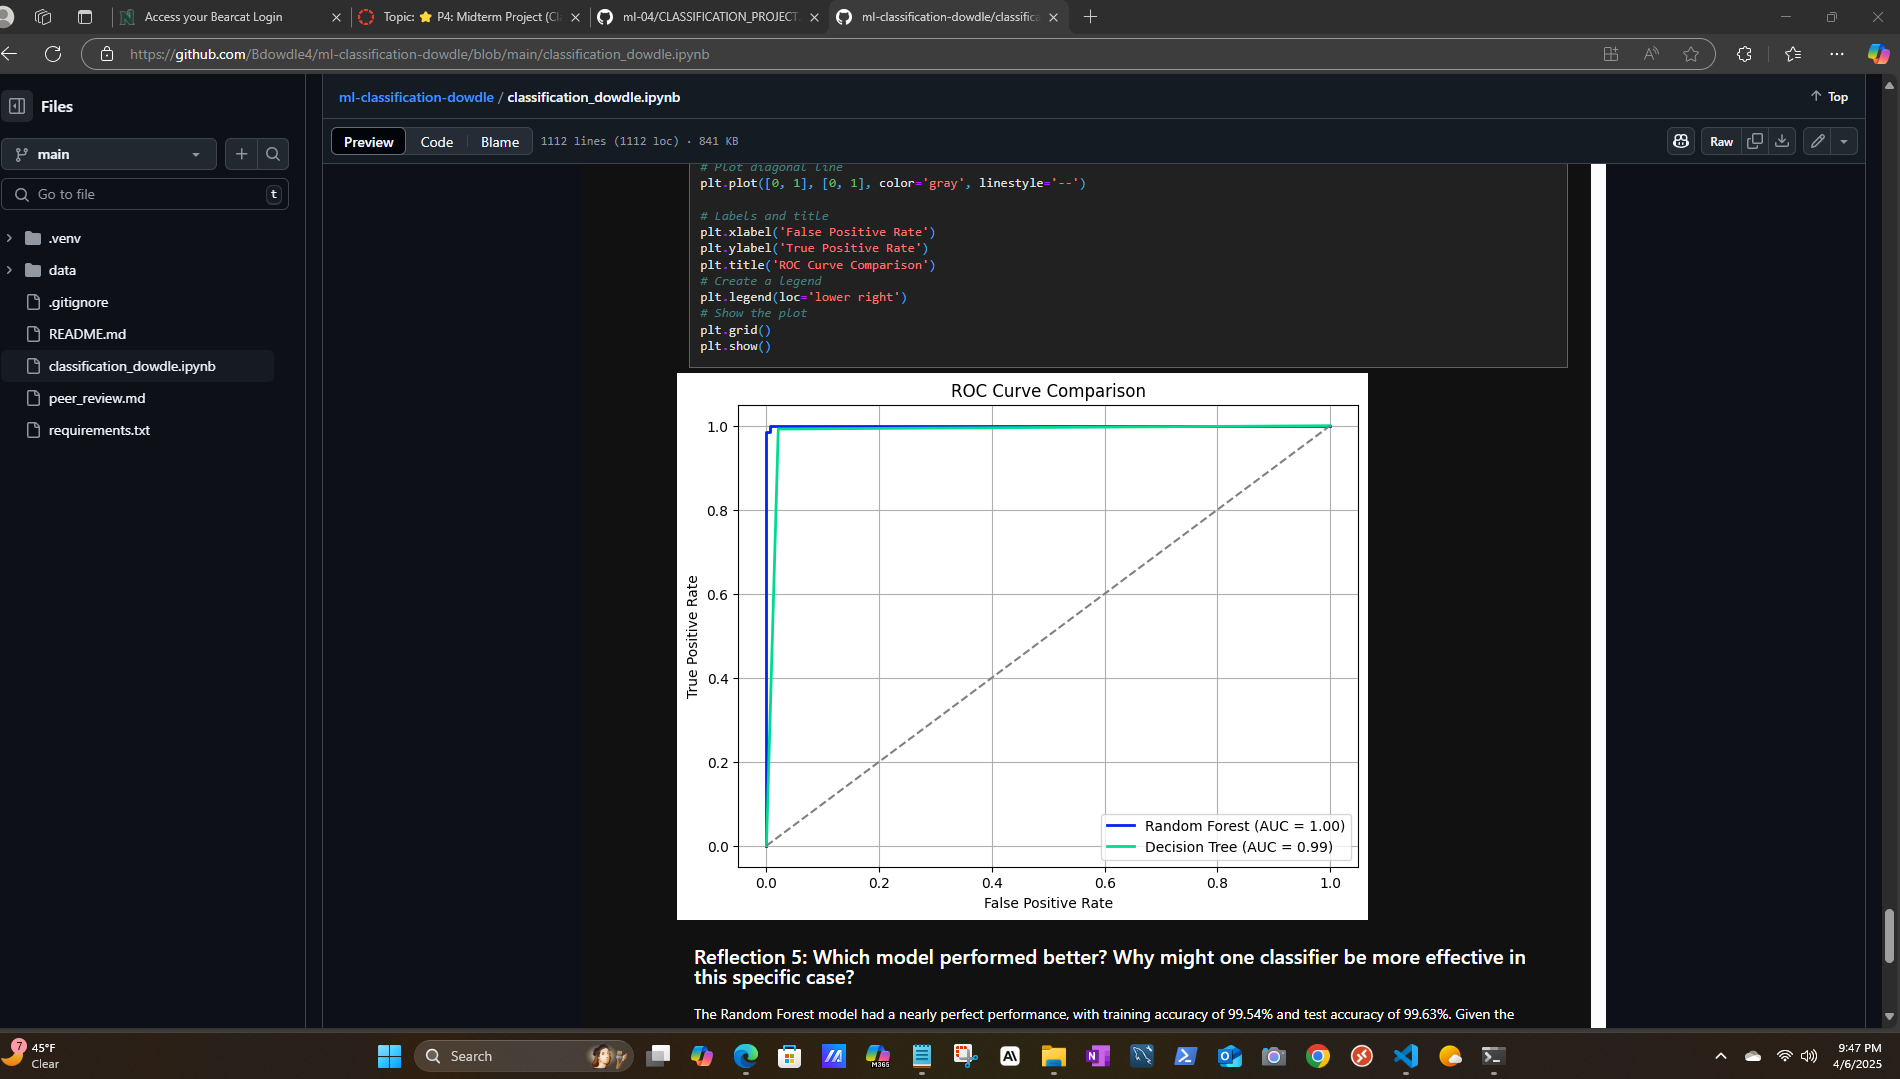 Access your Bearcat Login
Topic: ⭐ P4: Midterm Project (Cl
ml-04/CLASSIFICATION_PROJECT
ml-classification-dowdle/classifica
https://github.com/Bdowdle4/ml-classification-dowdle/blob/main/classification_dowdle.ipynb
Files
main
Go to file
t
.venv
data
.gitignore
README.md
classification_dowdle.ipynb
peer_review.md
requirements.txt
ml-classification-dowdle / classification_dowdle.ipynb
Top
Preview
Code
Blame
1112 lines (1112 loc) · 841 KB
Raw
# Plot diagonal line
plt.plot([0, 1], [0, 1], color='gray', linestyle='--')
# Labels and title
plt.xlabel('False Positive Rate')
plt.ylabel('True Positive Rate')
plt.title('ROC Curve Comparison')
# Create a legend
plt.legend(loc='lower right')
# Show the plot
plt.grid()
plt.show()
ROC Curve Comparison
1.0
0.8
0.6
0.4
0.2
0.0
True Positive Rate
0.0 0.2 0.4 0.6 0.8 1.0
False Positive Rate
Random Forest (AUC = 1.00)
Decision Tree (AUC = 0.99)
Reflection 5: Which model performed better? Why might one classifier be more effective in
this specific case?
The Random Forest model had a nearly perfect performance, with training accuracy of 99.54% and test accuracy of 99.63%. Given the
7
45°F
Clear
Search
M365
9:47 PM
4/6/2025